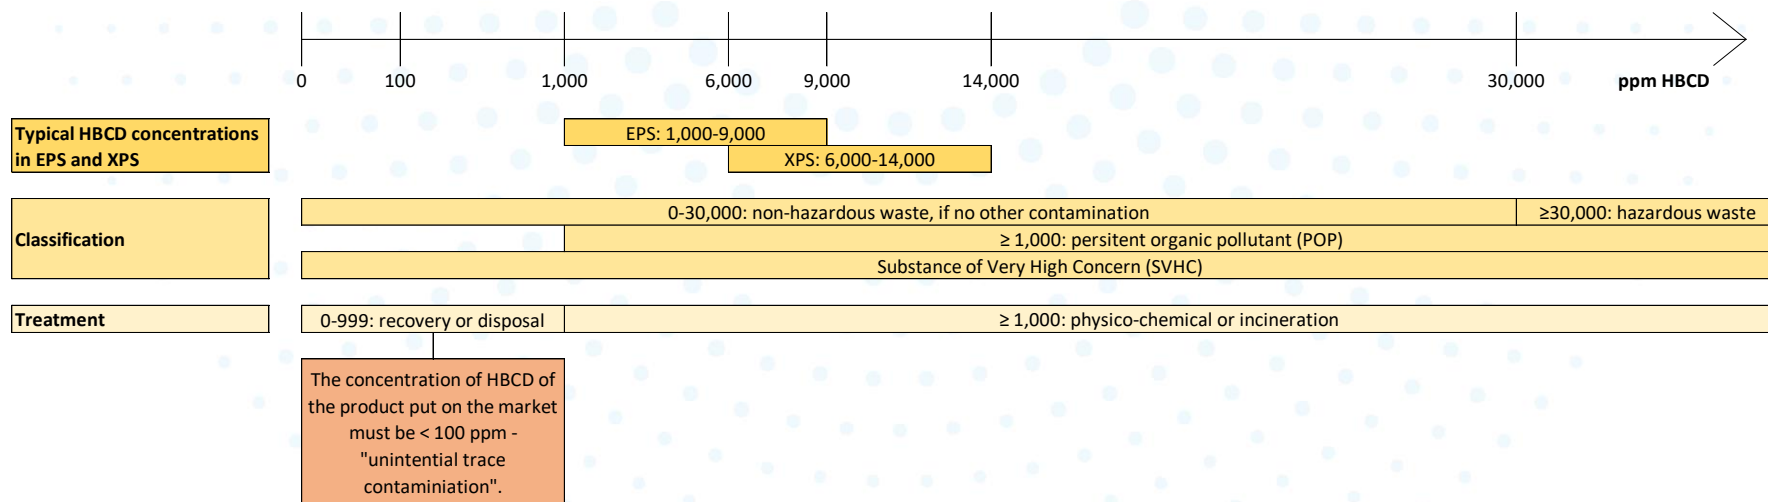 0 100 1,000 6,000 9,000 14,000 30,000 ppm HBCD
Typical HBCD concentrations
in EPS and XPS
EPS: 1,000-9,000
XPS: 6,000-14,000
Classification
0-30,000: non-hazardous waste, if no other contamination
≥30,000: hazardous waste
≥ 1,000: persitent organic pollutant (POP)
Substance of Very High Concern (SVHC)
Treatment
0-999: recovery or disposal
≥ 1,000: physico-chemical or incineration
The concentration of HBCD of
the product put on the market
must be < 100 ppm -
"unintential trace
contaminiation".